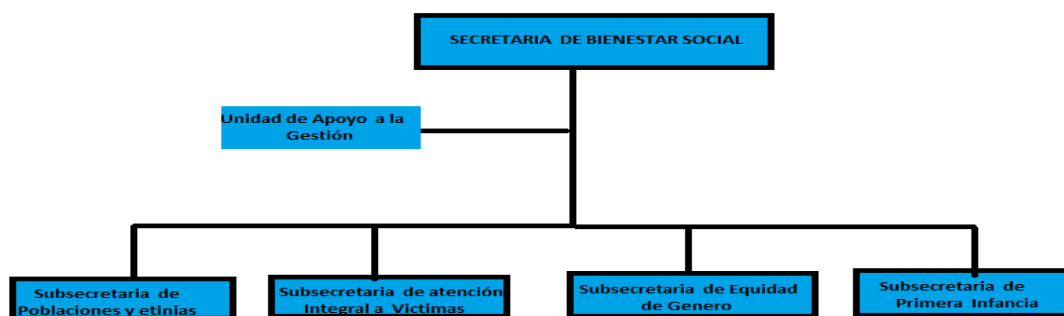 SECRETARIA DE BIENESTAR SOCIAL
Unidad de Apoyo a la
Gestión
Subsecretaria de
Poblaciones y etinias
Subsecretaria de atención
Integral a Victimas
Subsecretaria de Equidad
de Genero
Subsecretaria de
Primera Infancia